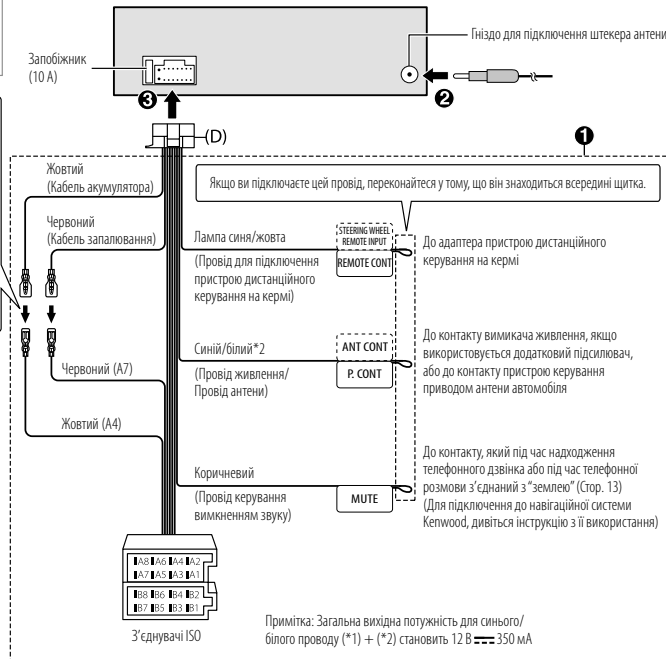 Гніздо для підключення штекера антени
Запобіжник
(10 А)
3
2
(D)
1
Жовтий
(Кабель акумулятора)
Якщо ви підключаєте цей провід, переконайтеся у тому, що він знаходиться всередині щитка.
Червоний
(Кабель запалювання)
Лампа синя/жовта
(Провід для підключення
пристрою дистанційного
керування на кермі)
STEERING WHEEL
REMOTE INPUT
REMOTE CONT
До адаптера пристрою дистанційного
керування на кермі
Синій/білий*2
(Провід живлення/
Провід антени)
ANT CONT
P. CONT
До контакту вимикача живлення, якщо
використовується додатковий підсилювач,
або до контакту пристрою керування
приводом антени автомобіля
Червоний (A7)
Жовтий (A4)
Коричневий
(Провід керування
вимкненням звуку)
MUTE
До контакту, який під час надходження
телефонного дзвінка або під час телефонної
розмови з’єднаний з “землею” (Стор. 13)
(Для підключення до навігаційної системи
Kenwood, дивіться інструкцію з її використання)
A8 A6 A4 A2
A7 A5 A3 A1
B8 B6 B4 B2
B7 B5 B3 B1
З’єднувачі ISO
Примітка: Загальна вихідна потужність для синього/
білого проводу (*1) + (*2) становить 12 В 350 мА